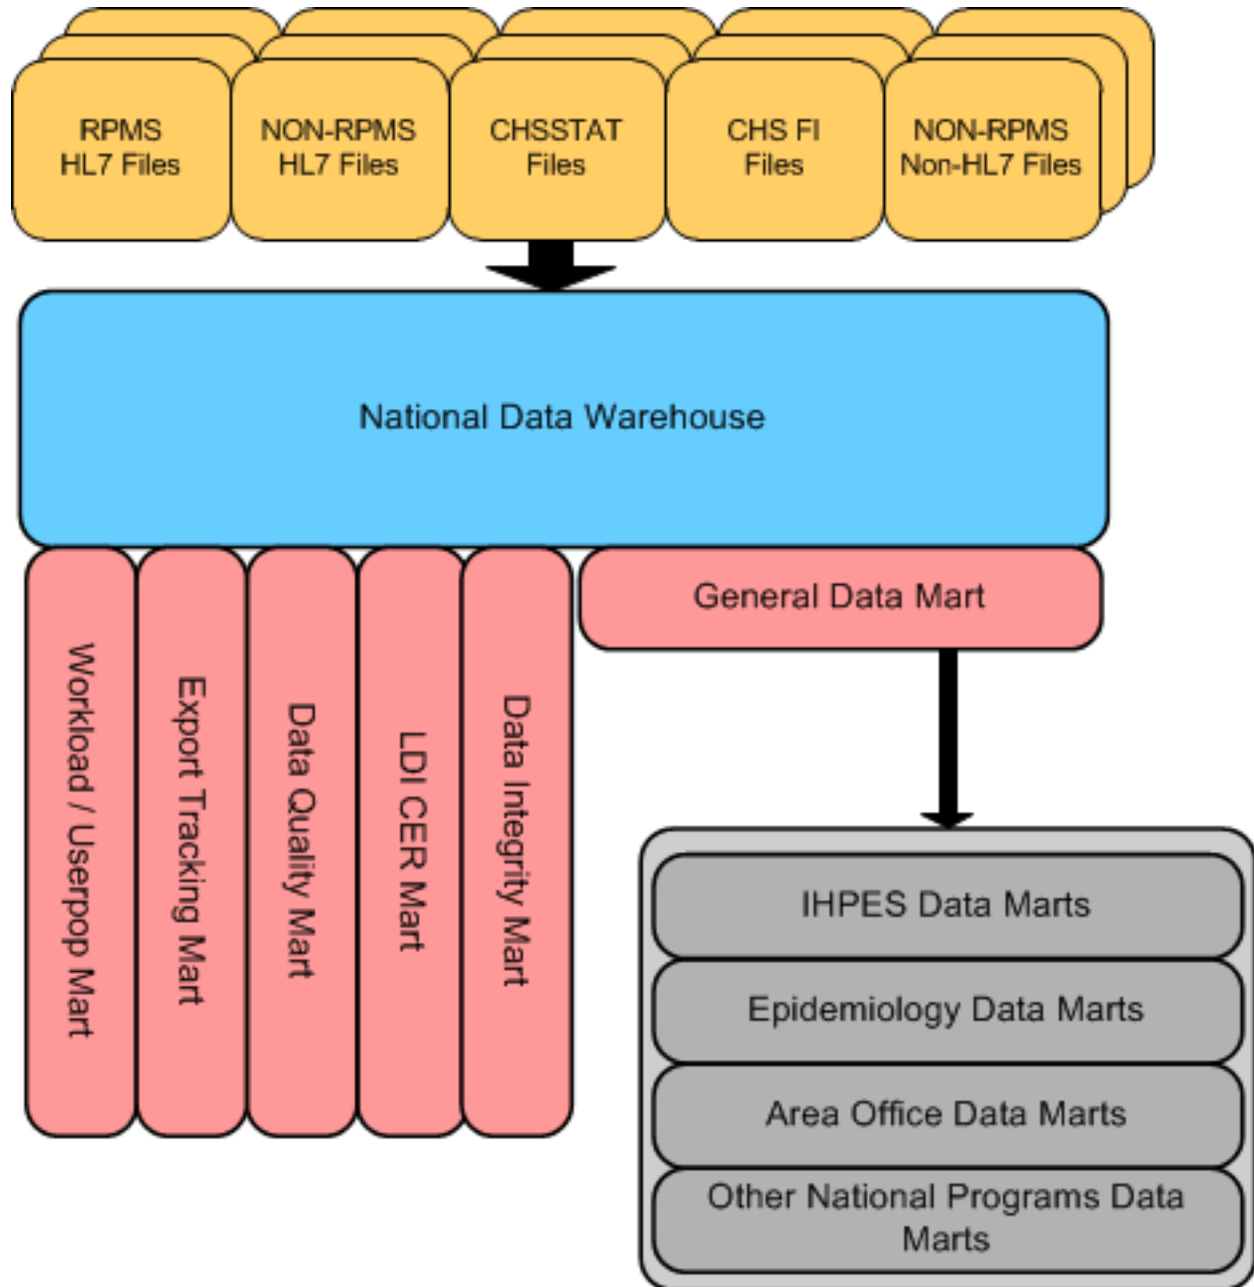 RPMS
HL7 Files
NON-RPMS
HL7 Files
CHSSTAT
Files
CHS FI
Files
NON-RPMS
Non-HL7 Files
National Data Warehouse
General Data Mart
Workload / Userpop Mart
Export Tracking Mart
Data Quality Mart
LDI CER Mart
Data Integrity Mart
IHPES Data Marts
Epidemiology Data Marts
Area Office Data Marts
Other National Programs Data
Marts